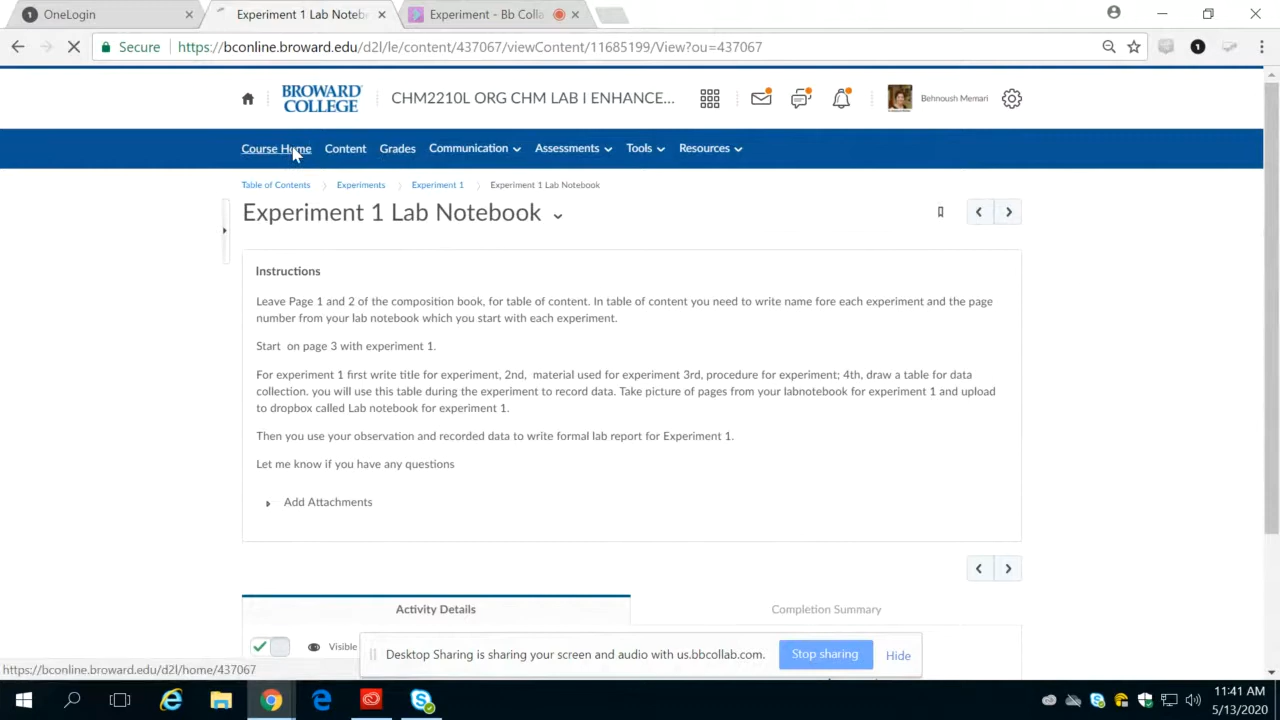 OneLogin
Experiment 1 Lab Noteb
Experiment - Bb Colla
Secure
https://bconline.broward.edu/d2l/le/content/437067/viewContent/11685199/View?ou=437067
BROWARD
COLLEGE
CHM2210L ORG CHM LAB I ENHANCE...
Behnoush Memari
Course Home
Content
Grades
Communication
Assessments
Tools
Resources
Table of Contents
Experiments
Experiment 1
Experiment 1 Lab Notebook
Experiment 1 Lab Notebook
Instructions
Leave Page 1 and 2 of the composition book, for table of content. In table of content you need to write name fore each experiment and the page
number from your lab notebook which you start with each experiment.
Start on page 3 with experiment 1.
For experiment 1 first write title for experiment, 2nd, material used for experiment 3rd, procedure for experiment; 4th, draw a table for data
collection. you will use this table during the experiment to record data. Take picture of pages from your labnotebook for experiment 1 and upload
to dropbox called Lab notebook for experiment 1.
Then you use your observation and recorded data to write formal lab report for Experiment 1.
Let me know if you have any questions
Add Attachments
Activity Details
Completion Summary
Visible
Desktop Sharing is sharing your screen and audio with us.bbcollab.com.
Stop sharing
Hide
https://bconline.broward.edu/d2l/home/437067
11:41 AM
5/13/2020